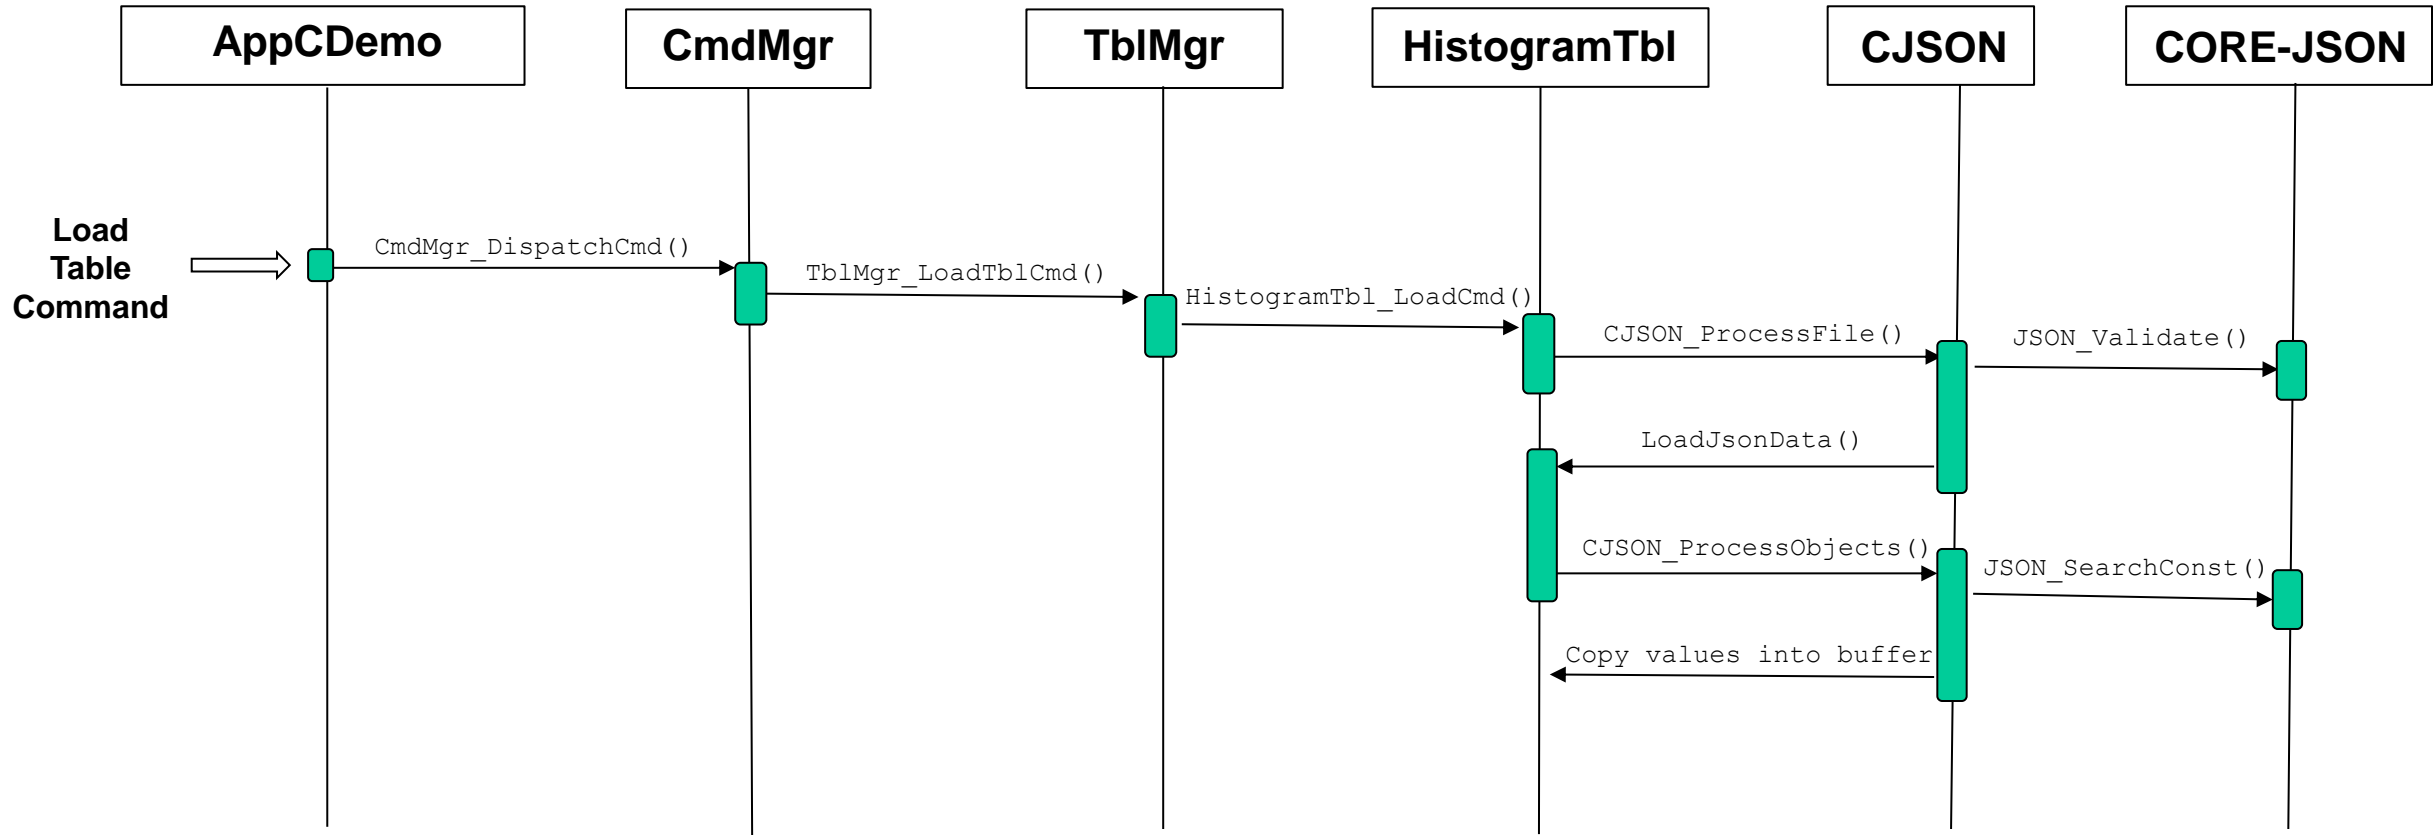 AppCDemo
CmdMgr
TblMgr
HistogramTbl
CJSON
CORE-JSON
Load
Table
Command
CmdMgr_DispatchCmd()
TblMgr_LoadTblCmd()
HistogramTbl_LoadCmd()
CJSON_ProcessFile()
JSON_Validate()
LoadJsonData()
CJSON_ProcessObjects()
JSON_SearchConst()
Copy values into buffer